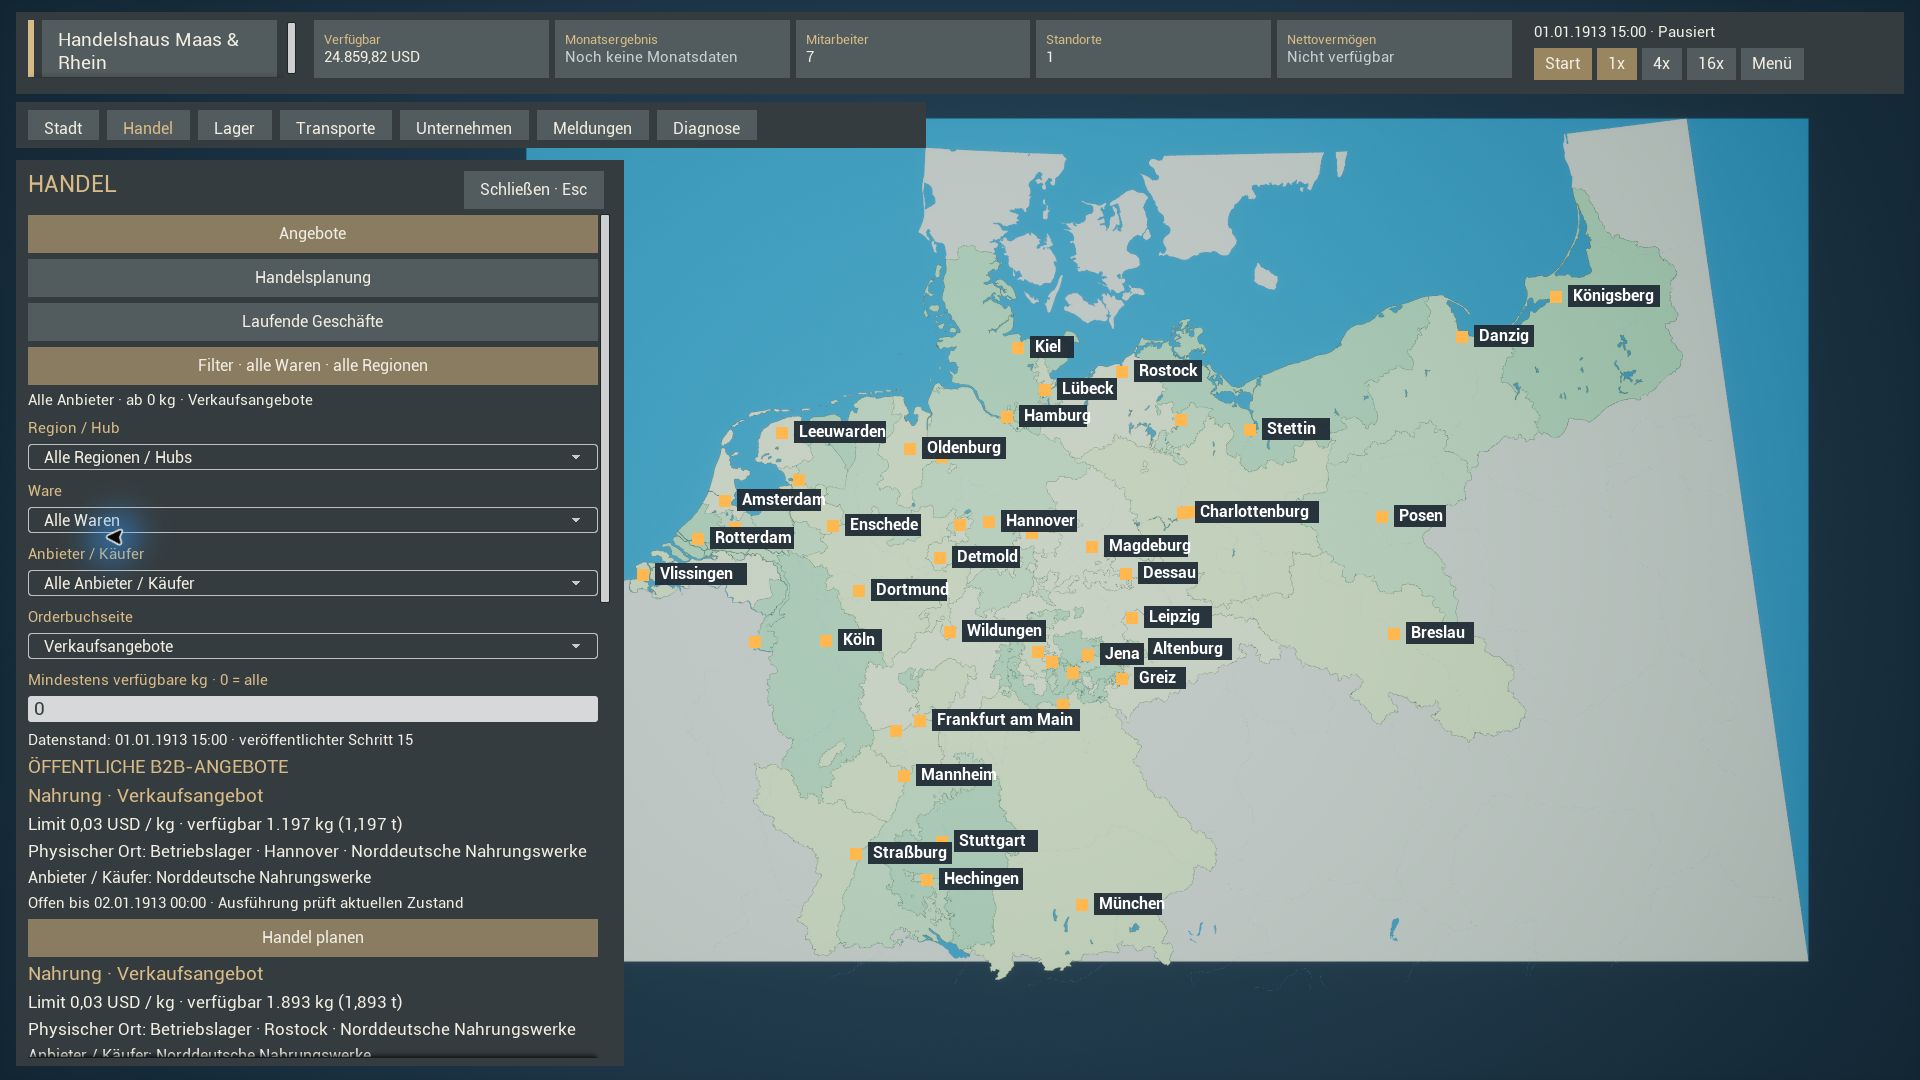 Handelshaus Maas &
Rhein
Verfügbar
24.859,82 USD
Monatsergebnis
Noch keine Monatsdaten
Mitarbeiter
7
Standorte
1
Nettovermögen
Nicht verfügbar
01.01.1913 15:00 · Pausiert
Start
1x
4x
16x
Menü
Stadt
Handel
Lager
Transporte
Unternehmen
Meldungen
Diagnose
HANDEL
Schließen · Esc
Angebote
Handelsplanung
Laufende Geschäfte
Filter · alle Waren · alle Regionen
Alle Anbieter · ab 0 kg · Verkaufsangebote
Region / Hub
Alle Regionen / Hubs
Ware
Alle Waren
Anbieter / Käufer
Alle Anbieter / Käufer
Orderbuchseite
Verkaufsangebote
Mindestens verfügbare kg · 0 = alle
0
Datenstand: 01.01.1913 15:00 · veröffentlichter Schritt 15
ÖFFENTLICHE B2B-ANGEBOTE
Nahrung · Verkaufsangebot
Limit 0,03 USD / kg · verfügbar 1.197 kg (1,197 t)
Physischer Ort: Betriebslager · Hannover · Norddeutsche Nahrungswerke
Anbieter / Käufer: Norddeutsche Nahrungswerke
Offen bis 02.01.1913 00:00 · Ausführung prüft aktuellen Zustand
Handel planen
Nahrung · Verkaufsangebot
Limit 0,03 USD / kg · verfügbar 1.893 kg (1,893 t)
Physischer Ort: Betriebslager · Rostock · Norddeutsche Nahrungswerke
Anbieter / Käufer: Norddeutsche Nahrungswerke
Königsberg
Danzig
Kiel
Rostock
Lübeck
Hamburg
Stettin
Leeuwarden
Oldenburg
Amsterdam
Charlottenburg
Posen
Enschede
Hannover
Rotterdam
Magdeburg
Detmold
Vlissingen
Dessau
Dortmund
Leipzig
Wildungen
Breslau
Köln
Jena
Altenburg
Greiz
Frankfurt am Main
Mannheim
Stuttgart
Straßburg
Hechingen
München